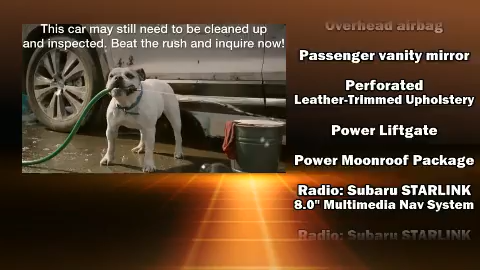 This car may still need to be cleaned up
and inspected. Beat the rush and inquire now!
Overhead airbag
Passenger vanity mirror
Perforated
Leather-Trimmed Upholstery
Power Liftgate
Power Moonroof Package
Radio: Subaru STARLINK
8.0" Multimedia Nav System
Radio: Subaru STARLINK